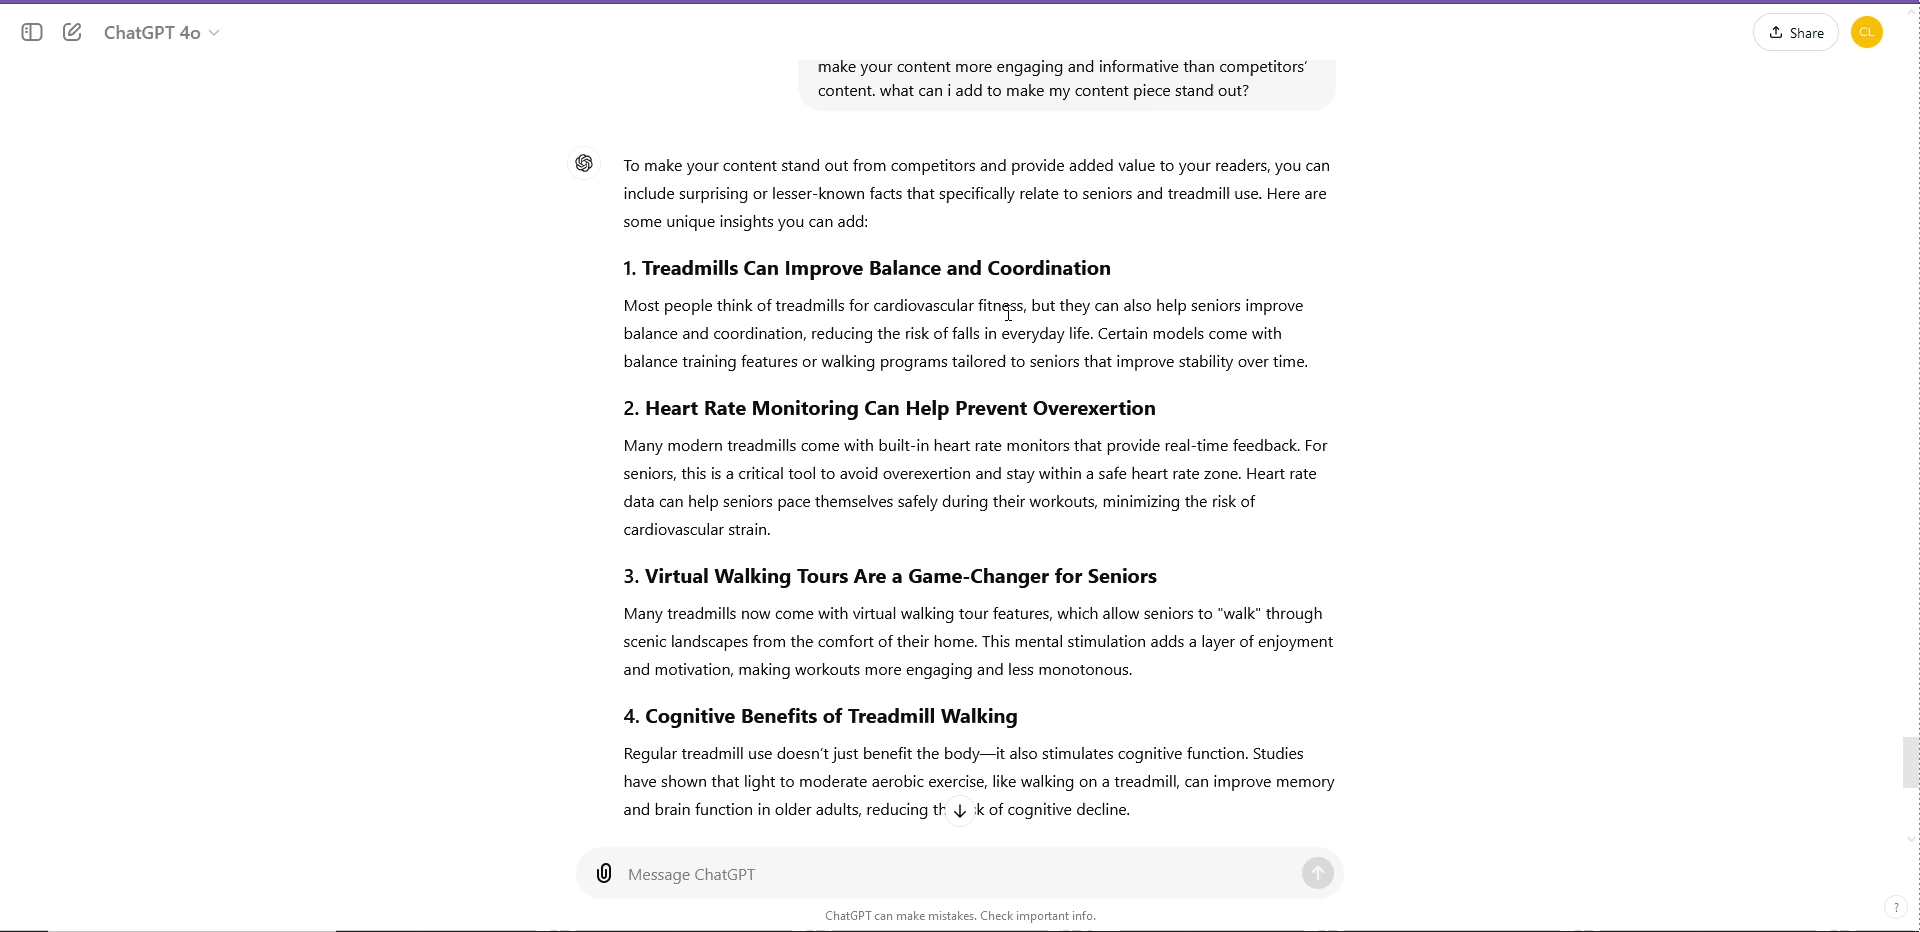 ChatGPT 4o
Share
CL
make your content more engaging and informative than competitors'
content. what can i add to make my content piece stand out?
To make your content stand out from competitors and provide added value to your readers, you can
include surprising or lesser-known facts that specifically relate to seniors and treadmill use. Here are
some unique insights you can add:
1. Treadmills Can Improve Balance and Coordination
Most people think of treadmills for cardiovascular fitness, but they can also help seniors improve
balance and coordination, reducing the risk of falls in everyday life. Certain models come with
balance training features or walking programs tailored to seniors that improve stability over time.
2. Heart Rate Monitoring Can Help Prevent Overexertion
Many modern treadmills come with built-in heart rate monitors that provide real-time feedback. For
seniors, this is a critical tool to avoid overexertion and stay within a safe heart rate zone. Heart rate
data can help seniors pace themselves safely during their workouts, minimizing the risk of
cardiovascular strain.
3. Virtual Walking Tours Are a Game-Changer for Seniors
Many treadmills now come with virtual walking tour features, which allow seniors to "walk" through
scenic landscapes from the comfort of their home. This mental stimulation adds a layer of enjoyment
and motivation, making workouts more engaging and less monotonous.
4. Cognitive Benefits of Treadmill Walking
Regular treadmill use doesn't just benefit the body—it also stimulates cognitive function. Studies
have shown that light to moderate aerobic exercise, like walking on a treadmill, can improve memory
and brain function in older adults, reducing of cognitive decline.
Message ChatGPT
ChatGPT can make mistakes. Check important info.
?